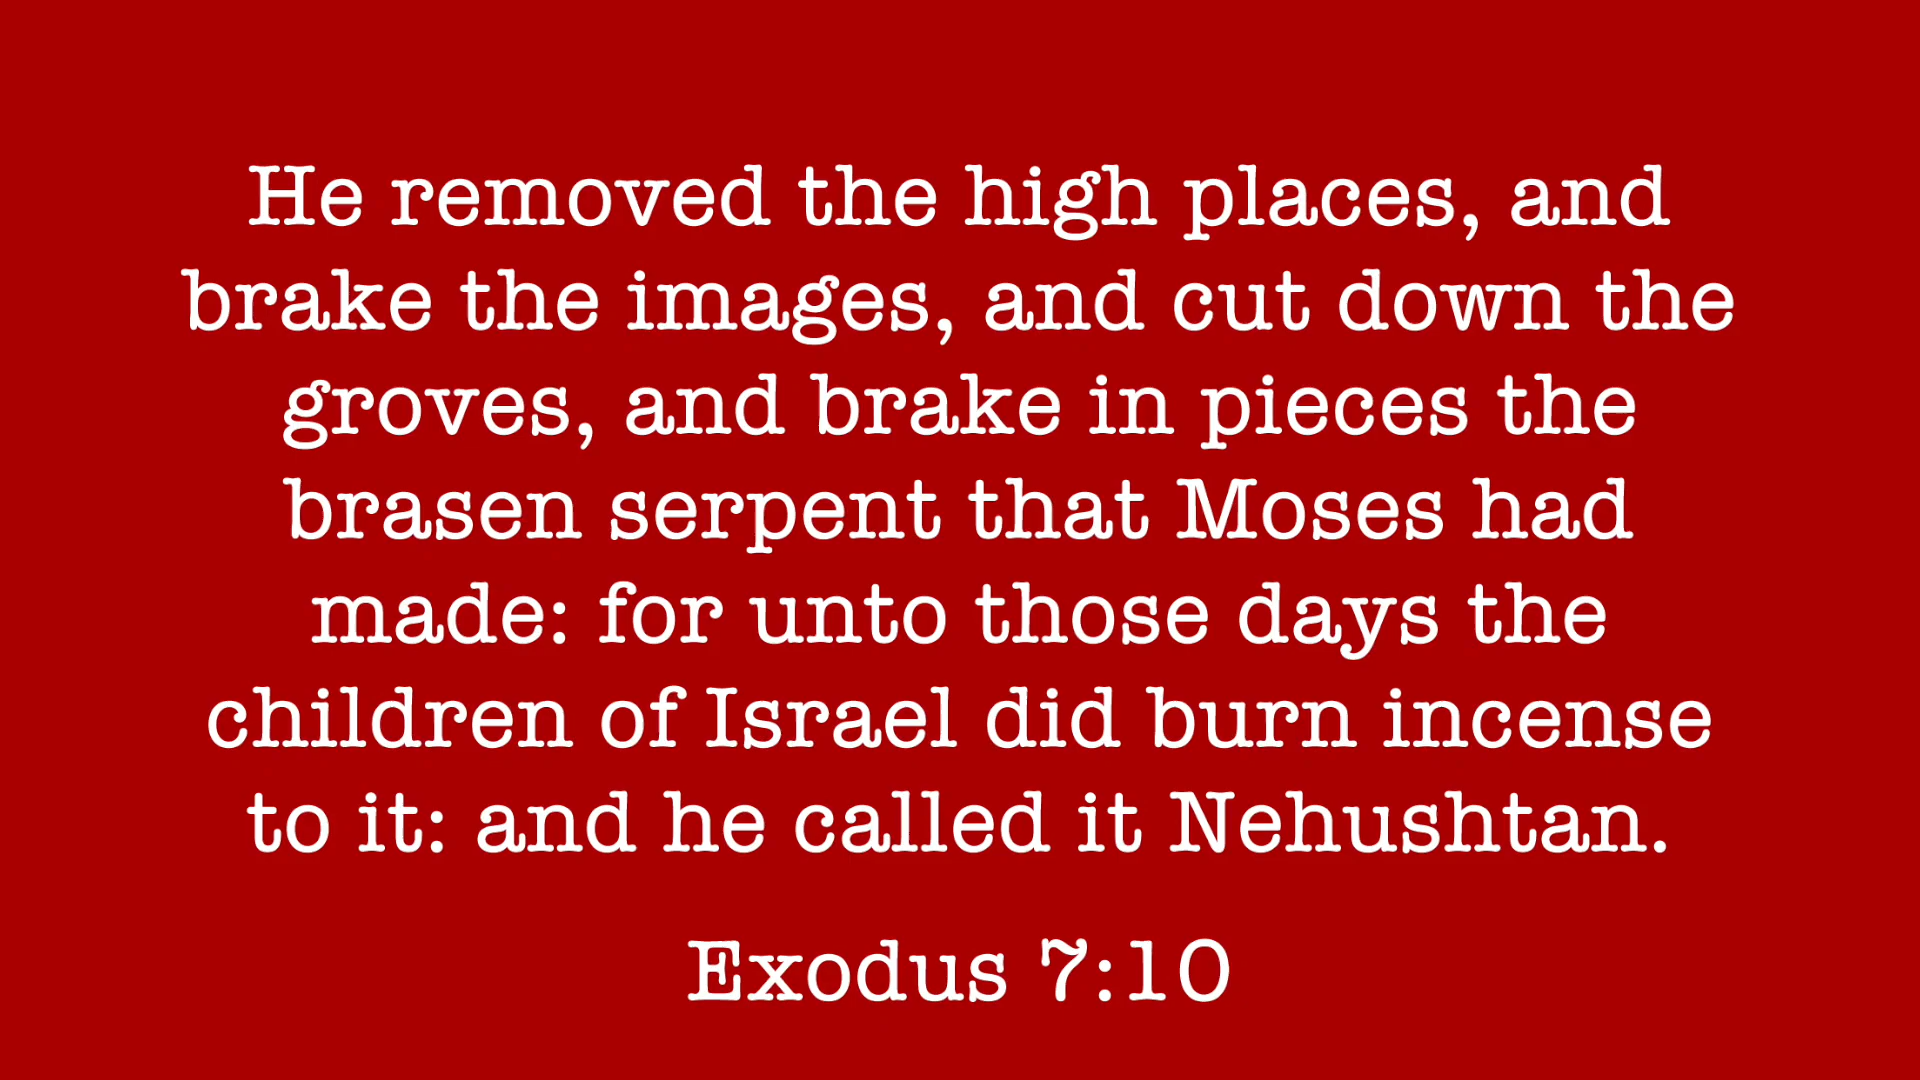 He removed the high places, and
brake the images, and cut down the
groves, and brake in pieces the
brasen serpent that Moses had
made: for unto those days the
children of Israel did burn incense
to it: and he called it Nehushtan.
Exodus 7:10